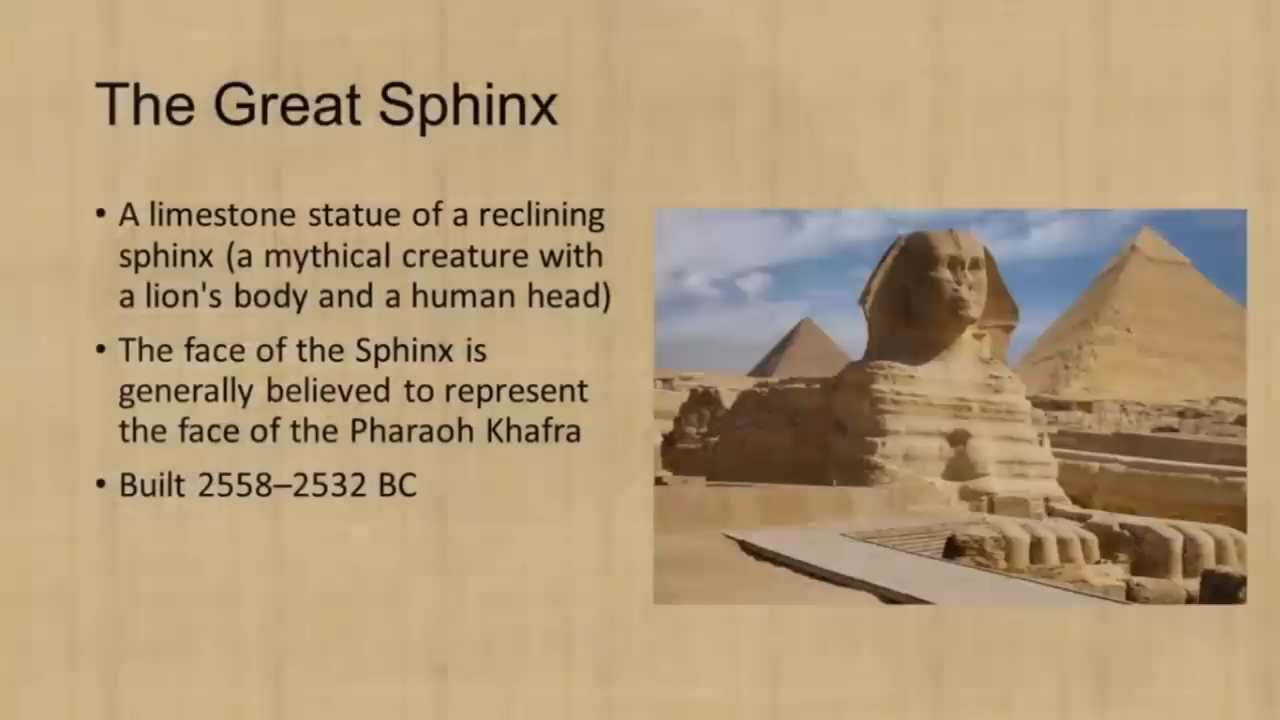 The Great Sphinx
• A limestone statue of a reclining
sphinx (a mythical creature with
a lion's body and a human head)
• The face of the Sphinx is
generally believed to represent
the face of the Pharaoh Khafra
• Built 2558–2532 BC